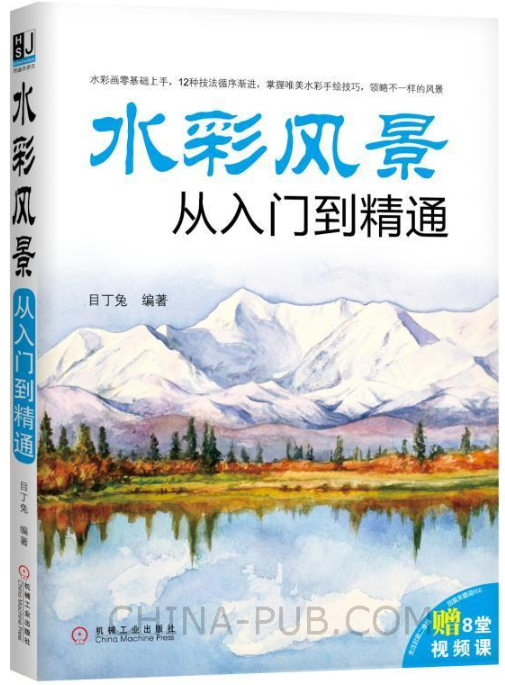 HSJ
水彩风景
从入门到精通
目丁兔 编著
机械工业出版社
China Machine Press
水彩画零基础上手，12种技法循序渐进，掌握唯美水彩手绘技巧，领略不一样的风景
水彩风景
从入门到精通
目丁兔 编著
CHINA-PUB.COM
机械工业出版社
China Machine Press
赠8堂
视频课